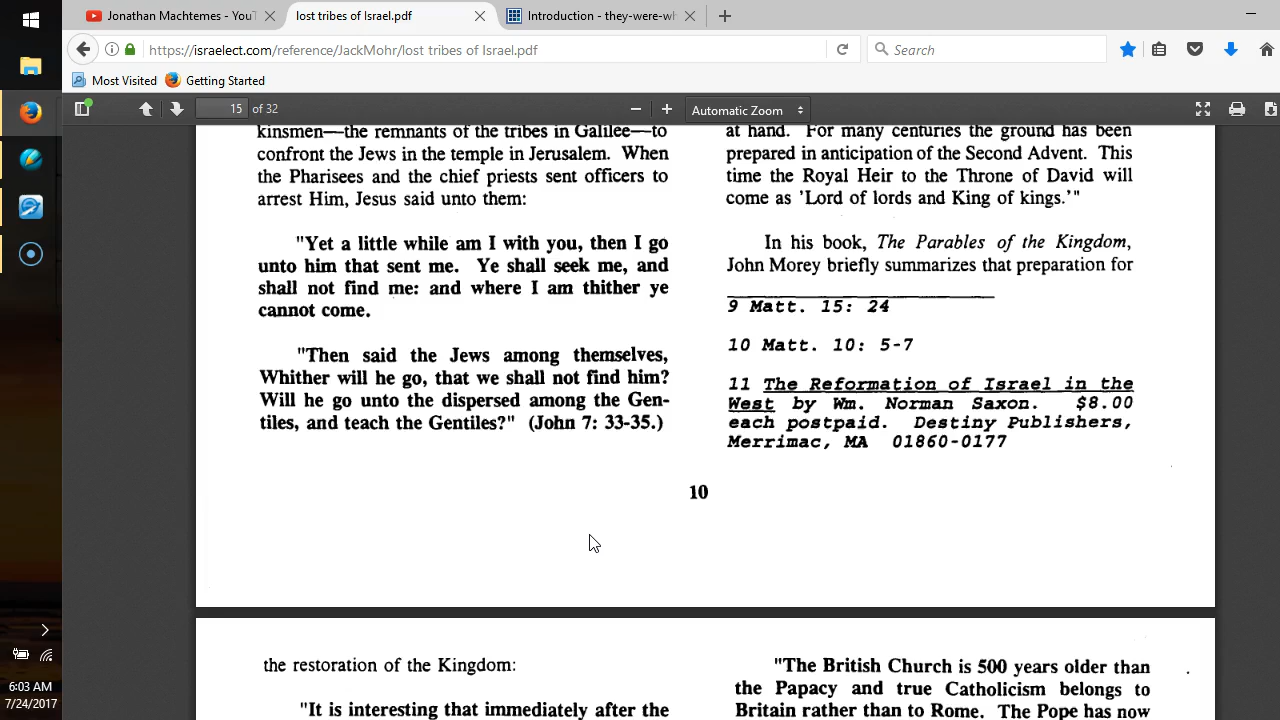 Jonathan Machtemes - You
lost tribes of Israel.pdf
Introduction - they-were-wh
https://israelect.com/reference/JackMohr/lost tribes of Israel.pdf
Search
Most Visited
Getting Started
15 of 32
Automatic Zoom
kinsmen—the remnants of the tribes in Galilee—to
confront the Jews in the temple in Jerusalem. When
the Pharisees and the chief priests sent officers to
arrest Him, Jesus said unto them:
"Yet a little while am I with you, then I go
unto him that sent me. Ye shall seek me, and
shall not find me: and where I am thither ye
cannot come.
"Then said the Jews among themselves,
Whither will he go, that we shall not find him?
Will he go unto the dispersed among the Gen-
tiles, and teach the Gentiles?" (John 7: 33-35.)
at hand. For many centuries the ground has been
prepared in anticipation of the Second Advent. This
time the Royal Heir to the Throne of David will
come as 'Lord of lords and King of kings.'"
In his book, The Parables of the Kingdom,
John Morey briefly summarizes that preparation for
9 Matt. 15: 24
10 Matt. 10: 5-7
11 The Reformation of Israel in the
West by Wm. Norman Saxon. $8.00
each postpaid. Destiny Publishers,
Merrimac, MA 01860-0177
10
the restoration of the Kingdom:
"It is interesting that immediately after the
"The British Church is 500 years older than
the Papacy and true Catholicism belongs to
Britain rather than to Rome. The Pope has now
6:03 AM
7/24/2017